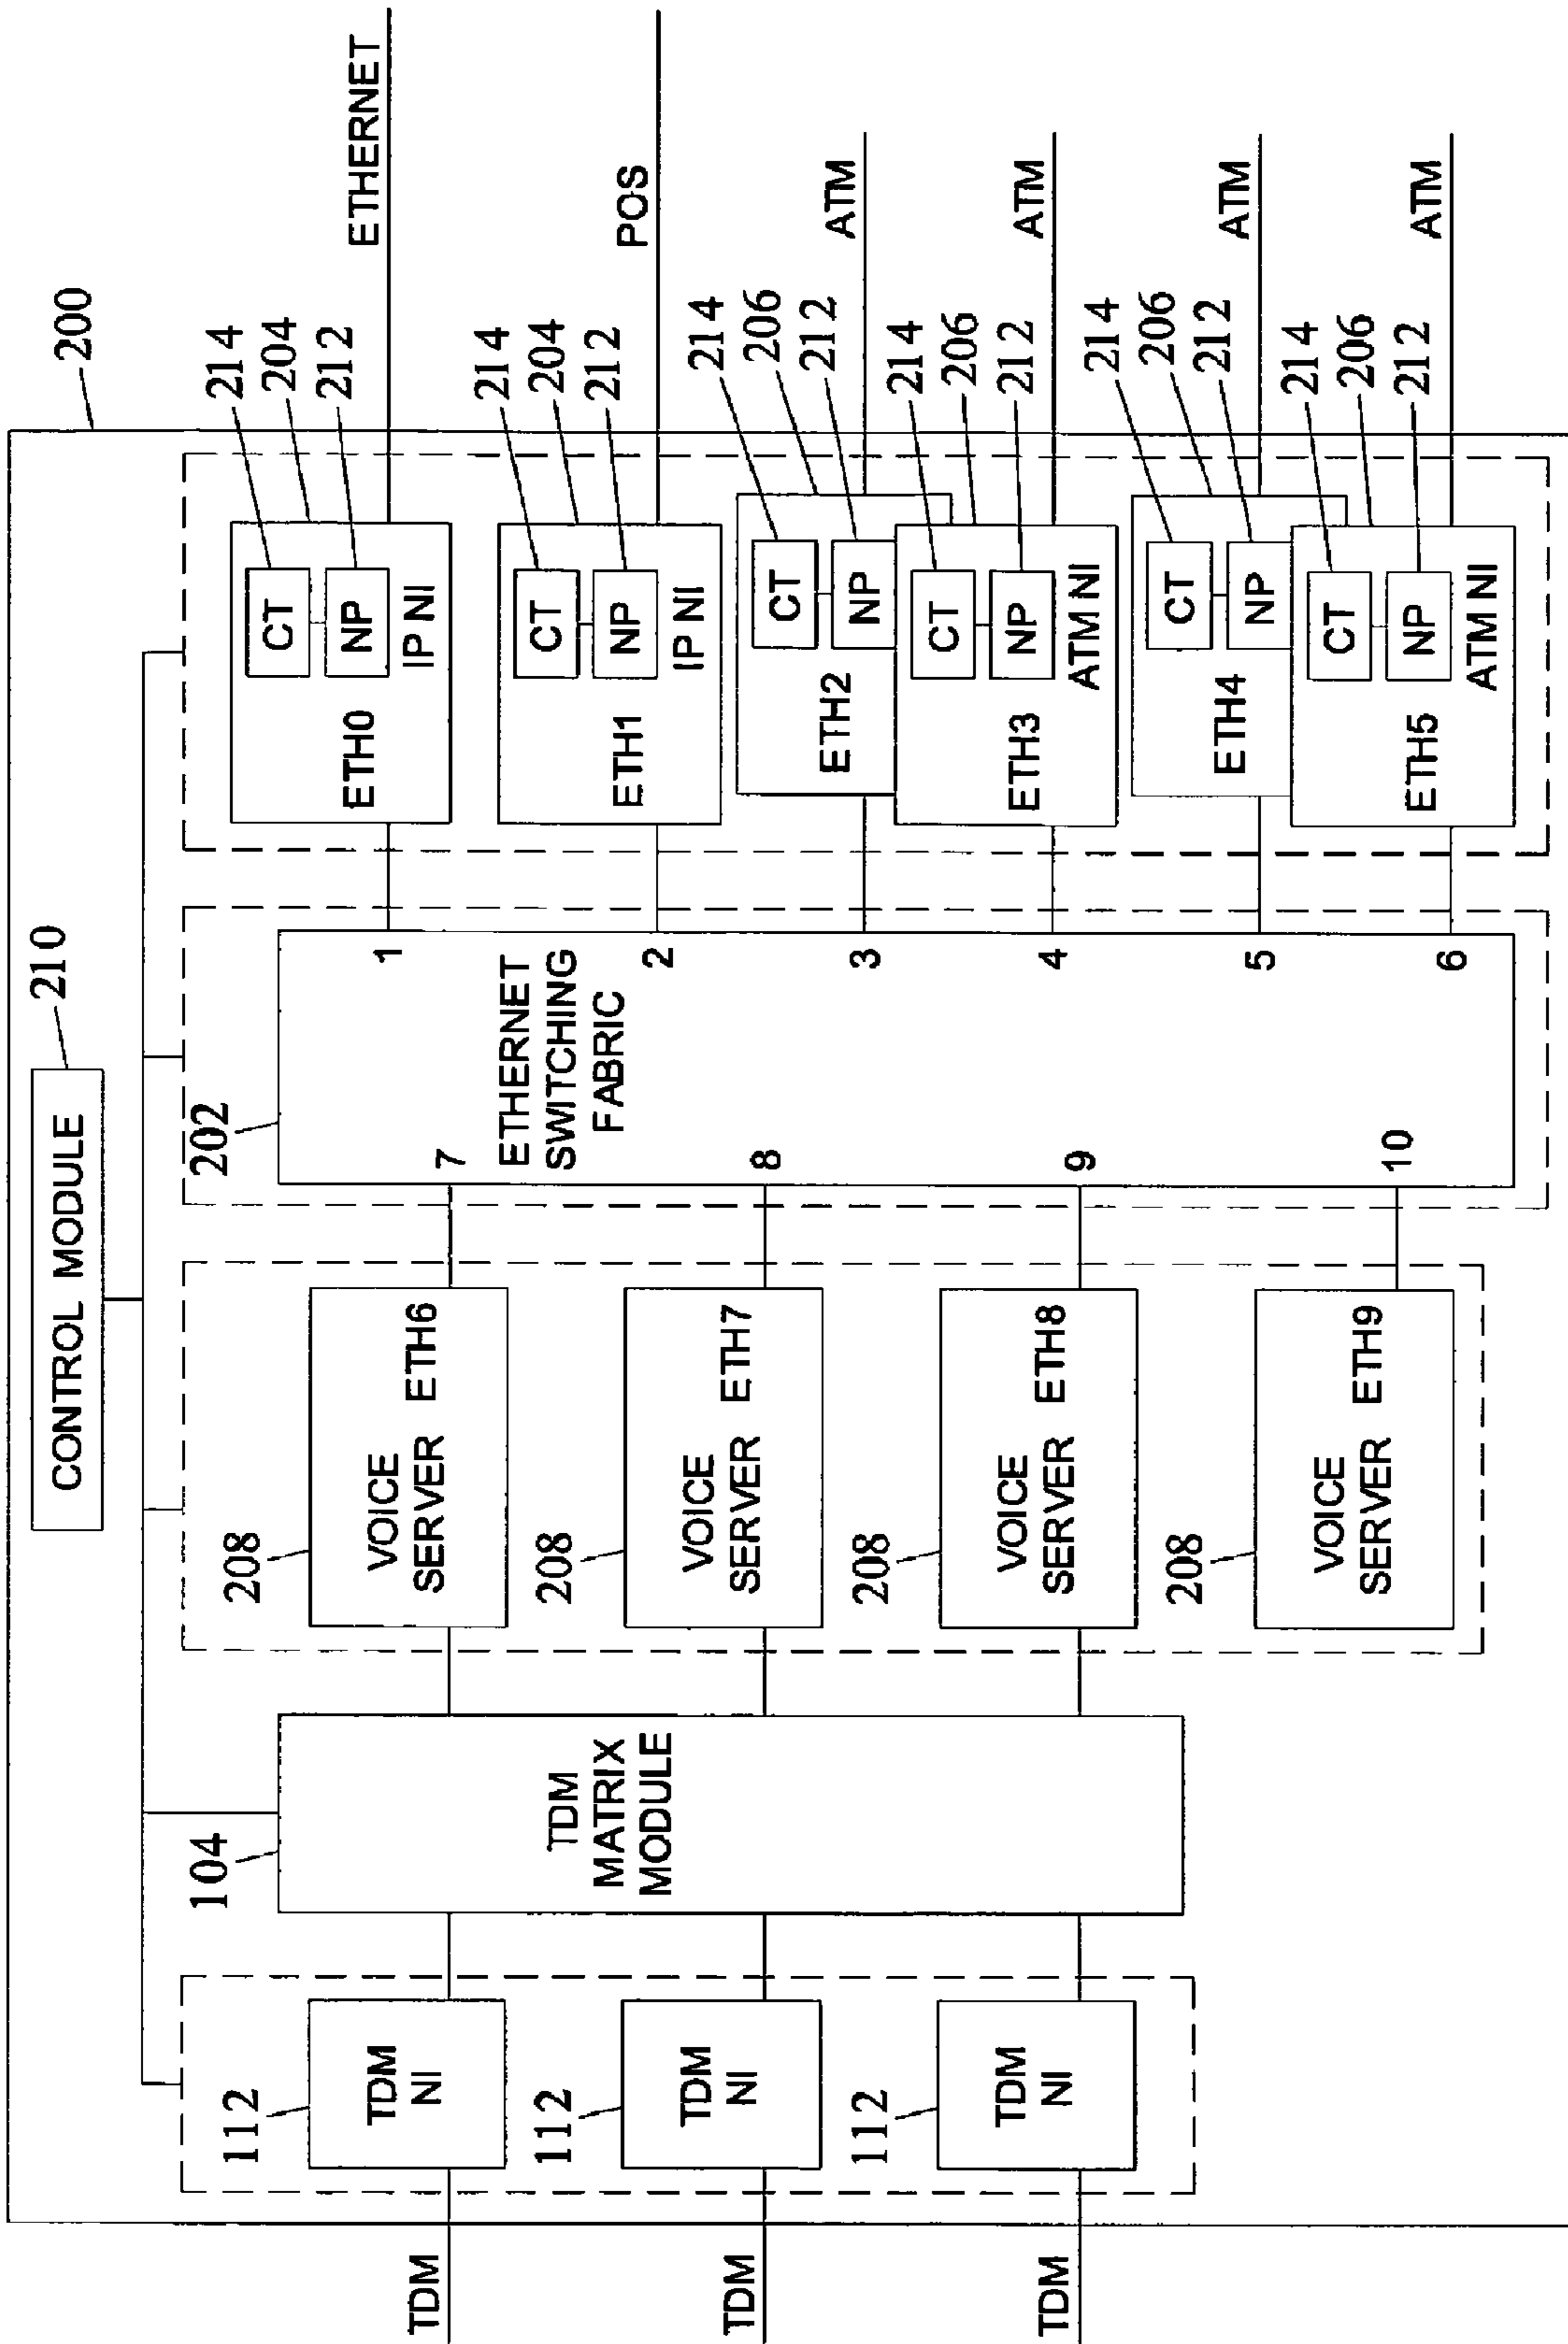 200
CONTROL MODULE
210
TDM
TDM
TDM
112
TDM
NI
112
TDM
NI
112
TDM
NI
104
TDM
MATRIX
MODULE
208
VOICE
SERVER
ETH6
208
VOICE
SERVER
ETH7
208
VOICE
SERVER
ETH8
208
VOICE
SERVER
ETH9
202
ETHERNET
SWITCHING
FABRIC
7
8
9
10
1
2
3
4
5
6
ETH0
CT
NP
IP NI
214
204
212
ETHERNET
ETH1
CT
NP
IP NI
214
204
212
POS
ETH2
CT
NP
214
206
212
ATM
ETH3
CT
NP
ATM NI
214
206
212
ATM
ETH4
CT
NP
214
206
212
ATM
ETH5
CT
NP
ATM NI
214
206
212
ATM